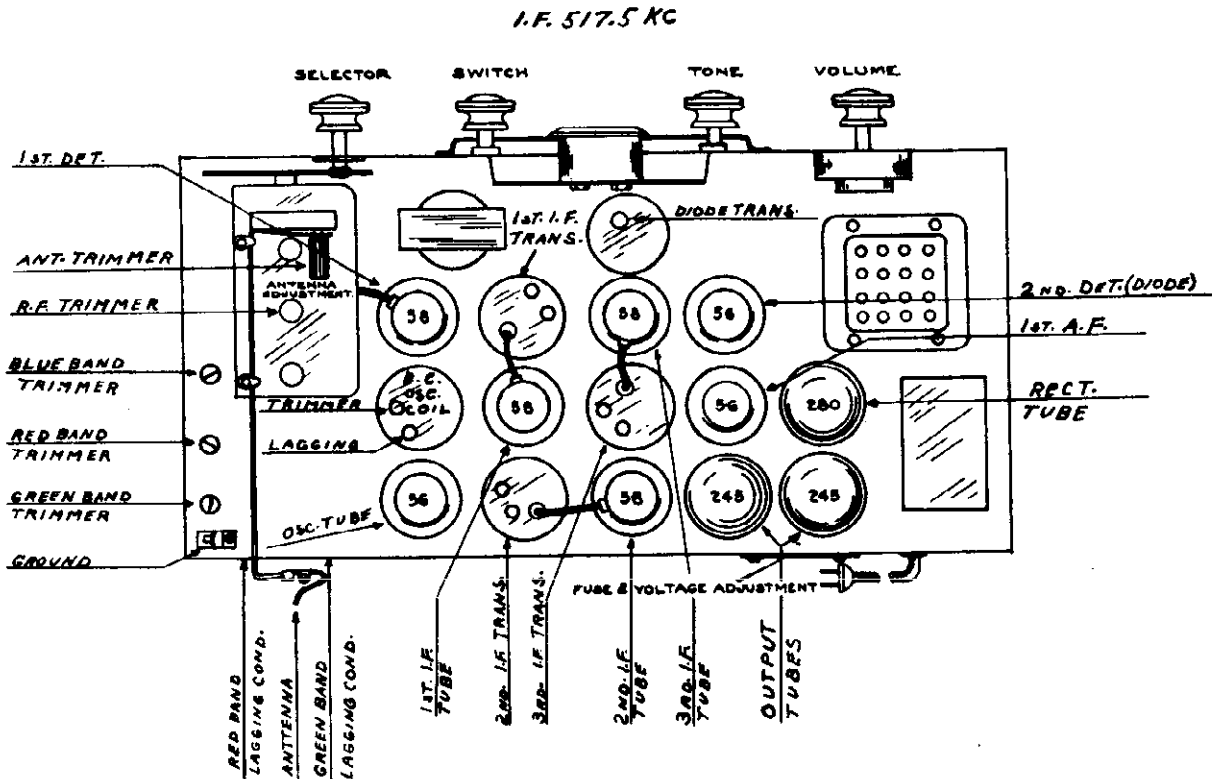 I.F. 517.5 KC
SELECTOR
SWITCH
TONE
VOLUME
1ST. DET.
1ST. I.F.
TRANS.
DIODE TRANS.
ANT. TRIMMER
ANTENNA
ADJUSTMENT
R.F. TRIMMER
58
58
56
2ND. DET. (DIODE)
1ST. A.F.
BLUE BAND
TRIMMER
B.C.
OSC.
COIL
TRIMMER
LAGGING
58
56
280
RECT.
TUBE
RED BAND
TRIMMER
GREEN BAND
TRIMMER
56
58
245
245
OSC. TUBE
GROUND
FUSE & VOLTAGE ADJUSTMENT
RED BAND
LAGGING COND.
ANTTENNA
GREEN BAND
LAGGING COND.
1ST. I.F.
TUBE
2ND. I.F. TRANS.
3RD. I.F. TRANS.
2ND. I.F.
TUBE
3RD. I.F.
TUBE
OUTPUT
TUBES